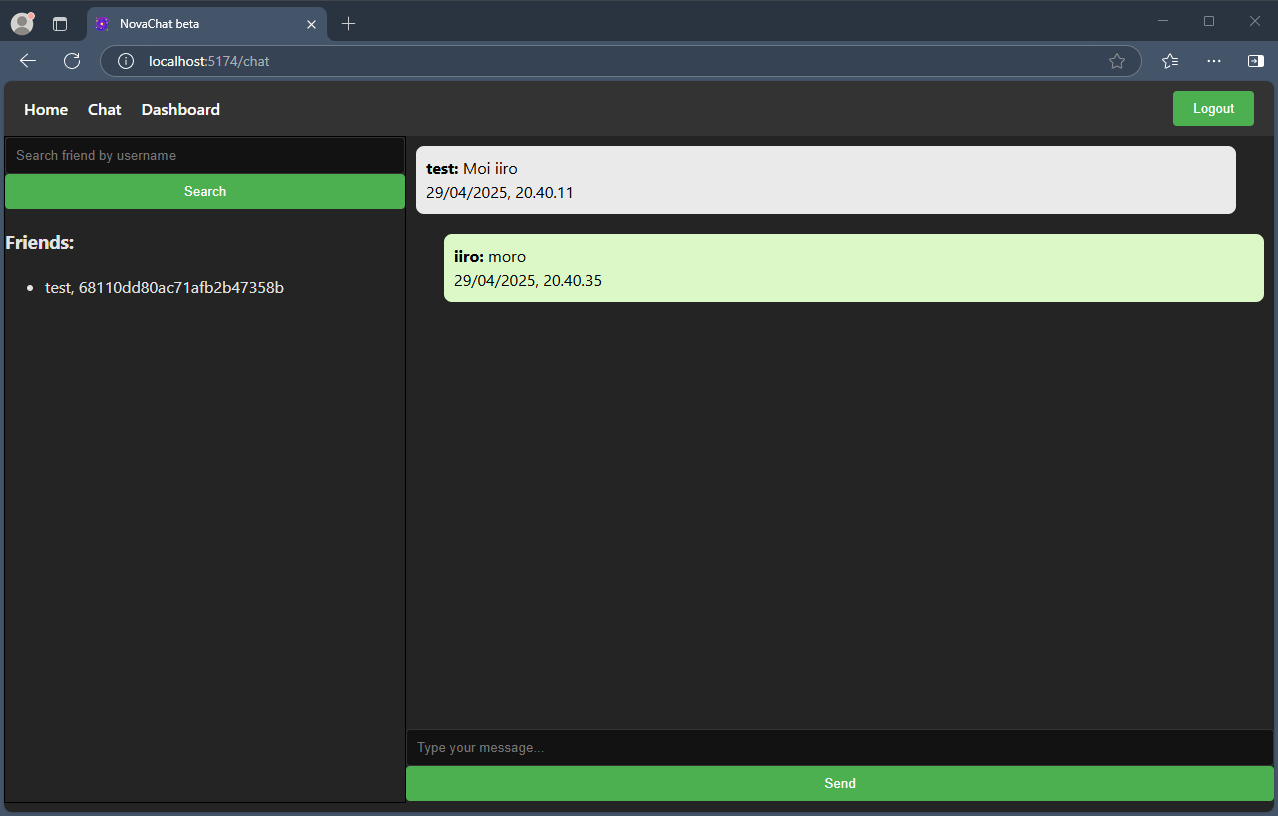 NovaChat beta
localhost:5174/chat
Home Chat Dashboard Logout
Search friend by username
Search
Friends:
test, 68110dd80ac71afb2b47358b
test: Moi iiro
29/04/2025, 20.40.11
iiro: moro
29/04/2025, 20.40.35
Type your message...
Send